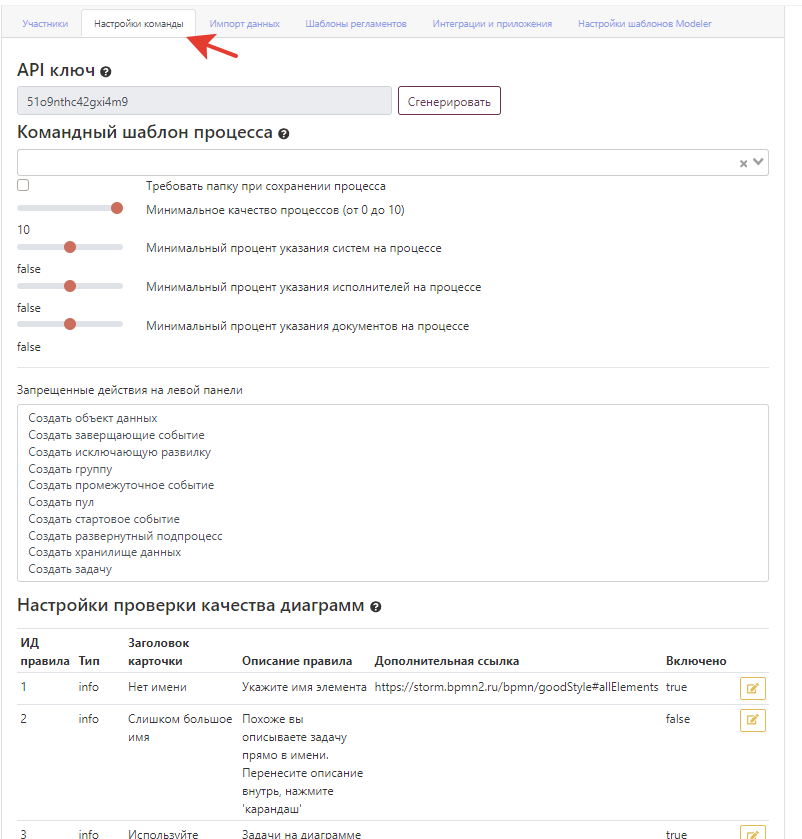 Участники Настройки команды Импорт данных Шаблоны регламентов Интеграции и приложения Настройки шаблонов Modeler
API ключ ?
51o9nthc42gxi4m9 Сгенерировать
Командный шаблон процесса ?
Требовать папку при сохранении процесса
Минимальное качество процессов (от 0 до 10)
10
Минимальный процент указания систем на процессе
false
Минимальный процент указания исполнителей на процессе
false
Минимальный процент указания документов на процессе
false
Запрещенные действия на левой панели
Создать объект данных
Создать завершающие событие
Создать исключающую развилку
Создать группу
Создать промежуточное событие
Создать пул
Создать стартовое событие
Создать развернутый подпроцесс
Создать хранилище данных
Создать задачу
Настройки проверки качества диаграмм ?
ИД правила Тип Заголовок карточки Описание правила Дополнительная ссылка Включено
1 info Нет имени Укажите имя элемента https://storm.bpmn2.ru/bpmn/goodStyle#allElements true
2 info Слишком большое Похоже вы false
имя описываете задачу
прямо в имени.
Перенесите описание
внутрь, нажмите
'карандаш'
3 info Используйте Задачи на диаграмме true